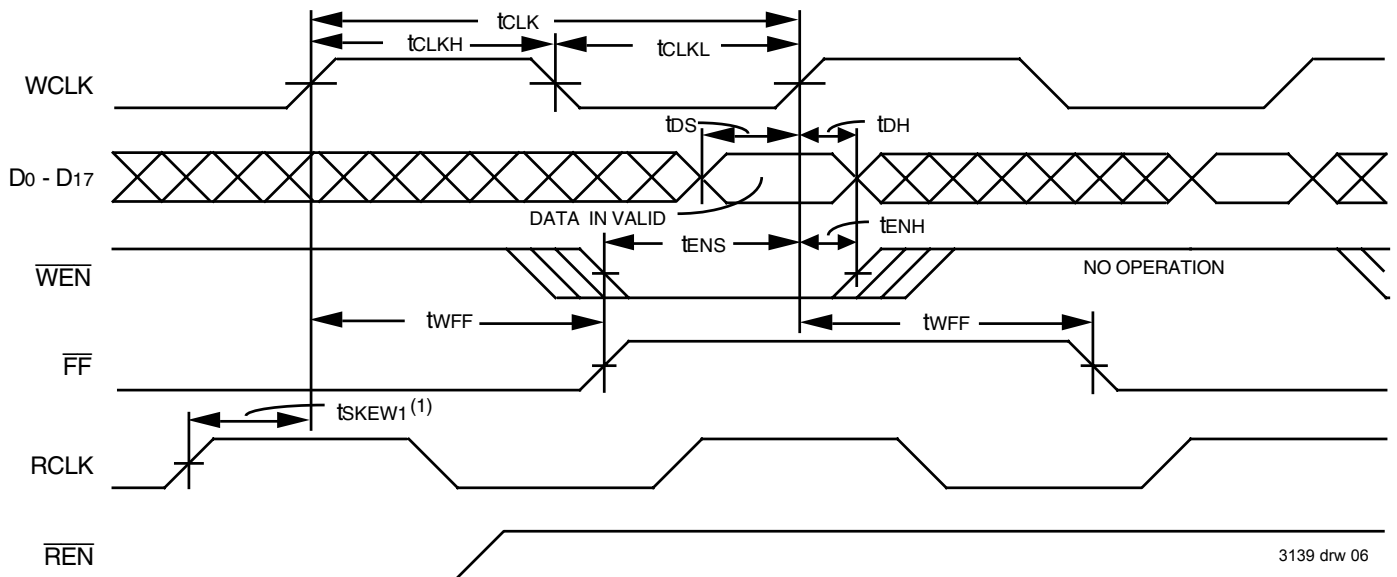 tCLK
tCLKH
tCLKL
WCLK
tDS
tDH
D0 - D17
DATA IN VALID
tENS
tENH
WEN
NO OPERATION
tWFF
tWFF
FF
tSKEW1(1)
RCLK
REN
3139 drw 06